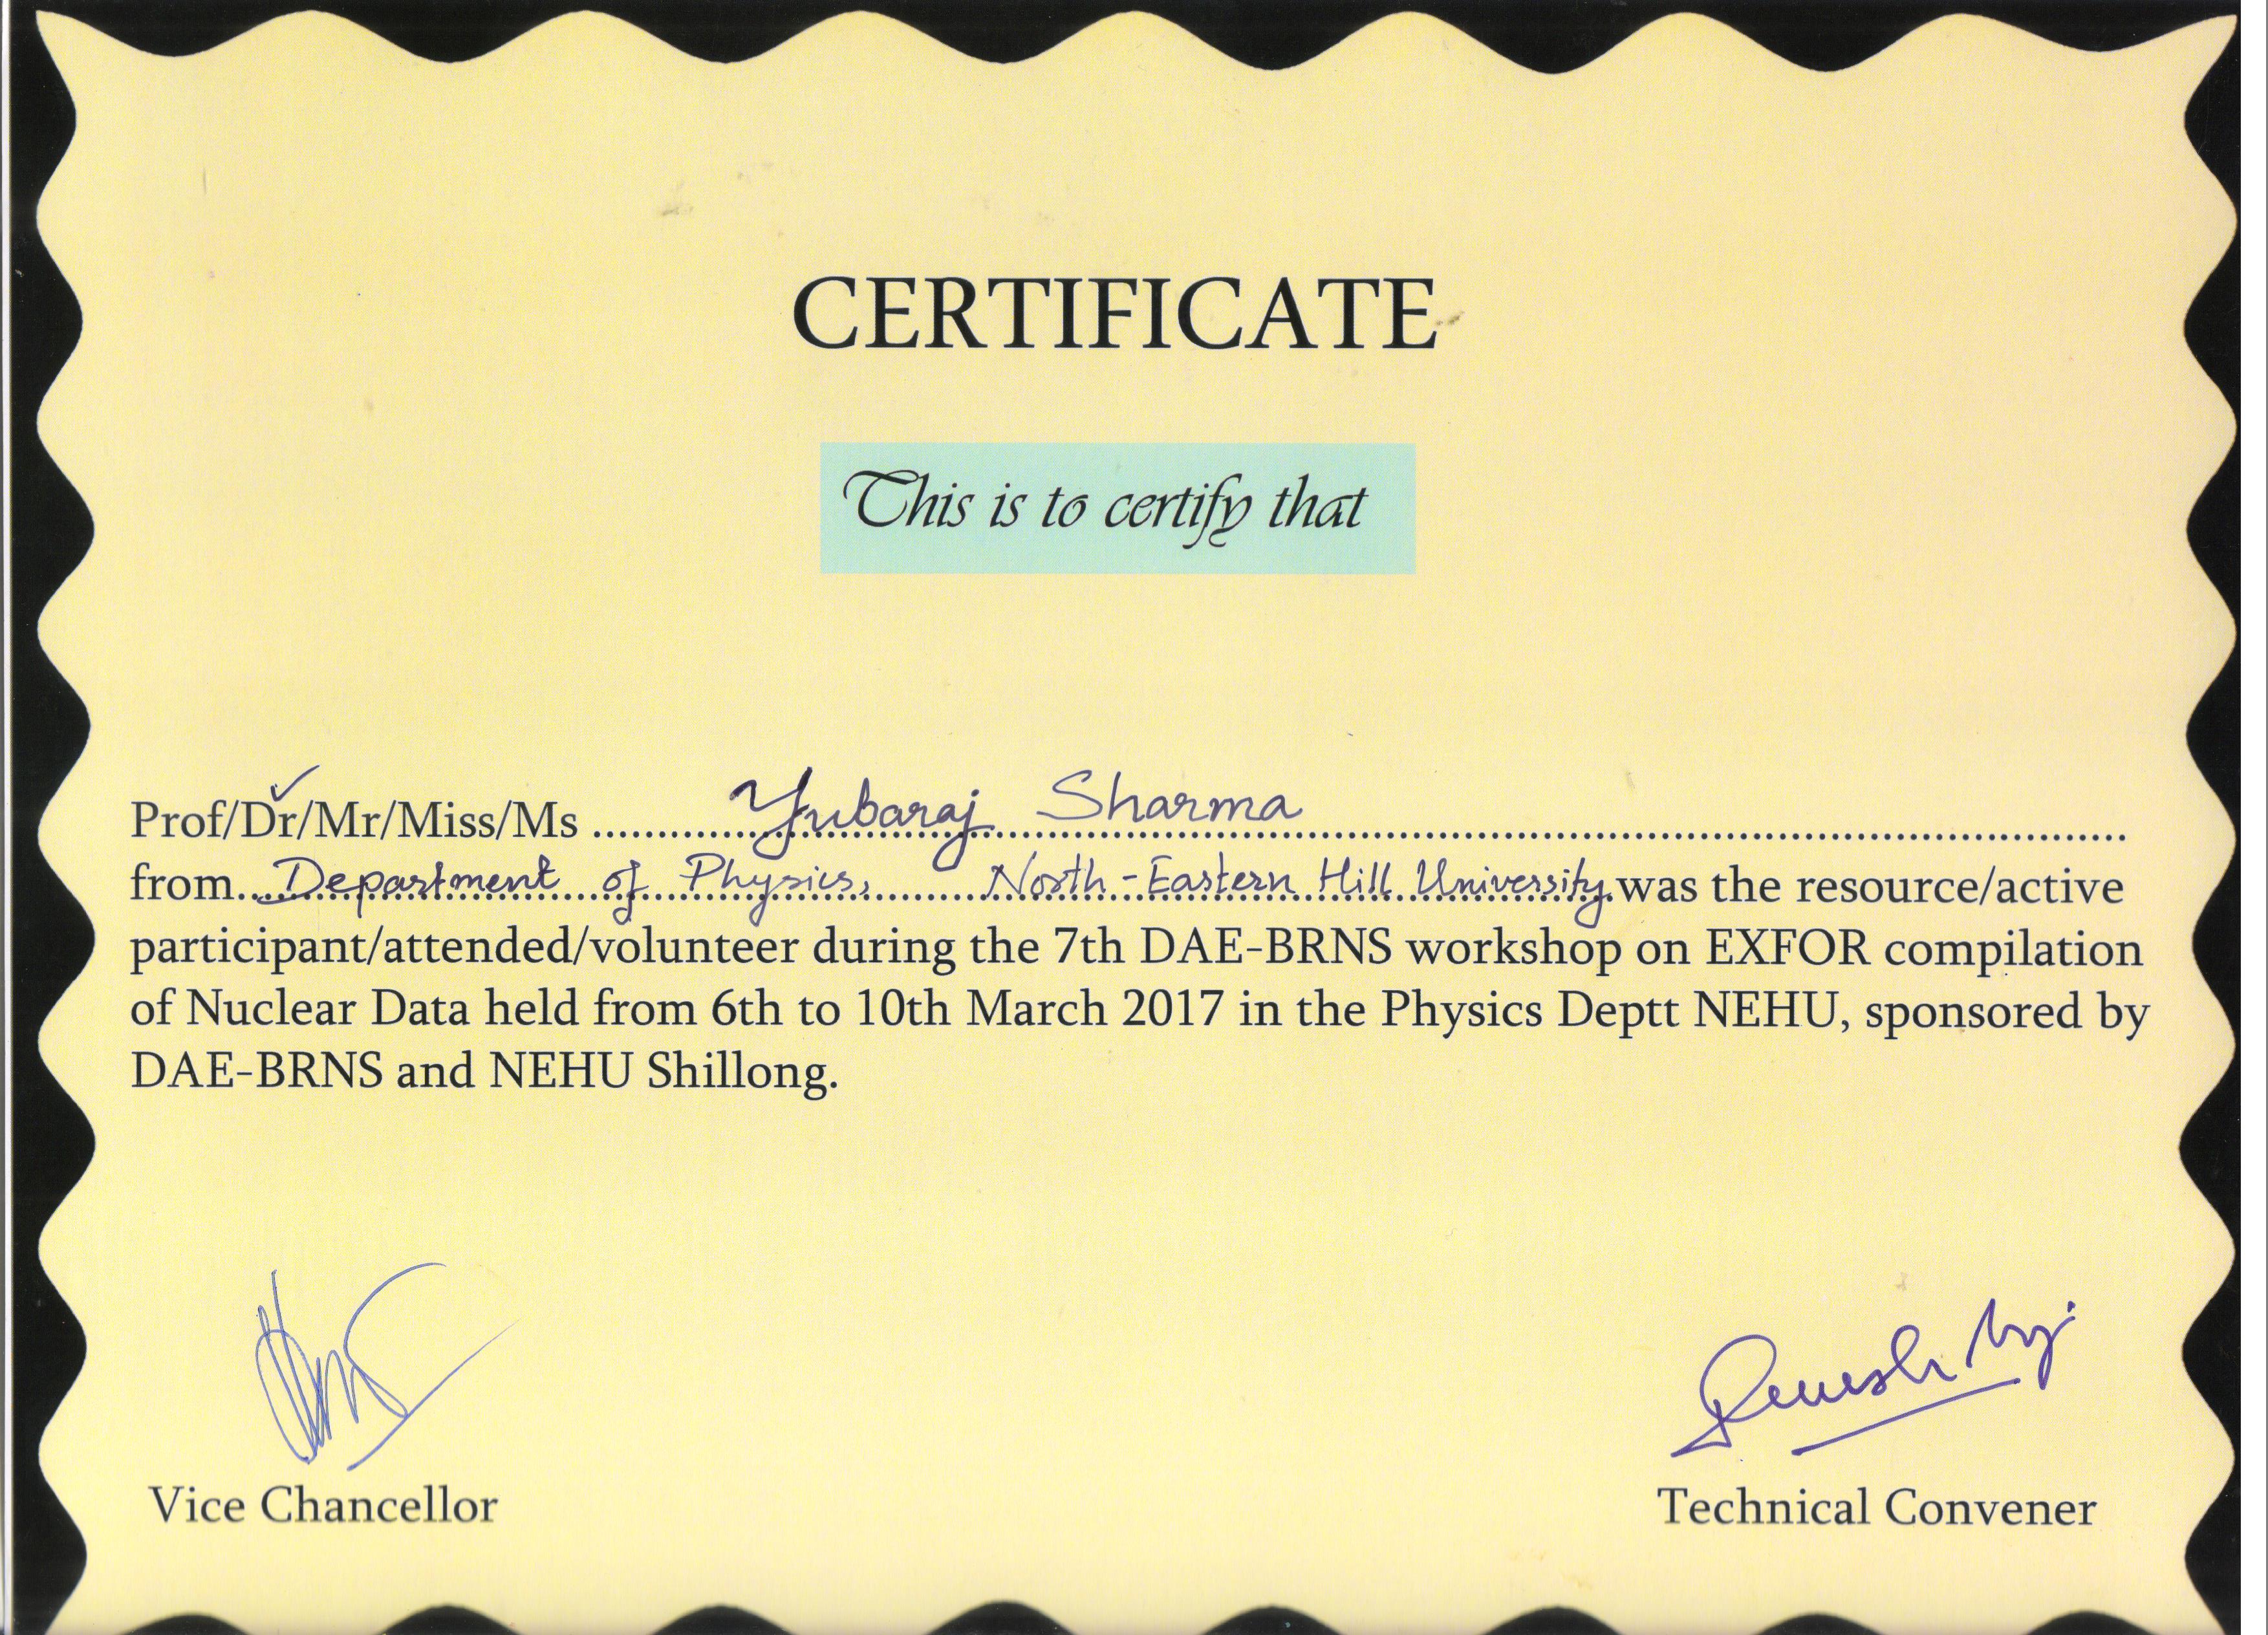 CERTIFICATE
This is to certify that
Prof/Dr/Mr/Miss/Ms .......... Yubaraj Sharma ..........
from... Department of Physics, North-Eastern Hill University. was the resource/active
participant/attended/volunteer during the 7th DAE-BRNS workshop on EXFOR compilation
of Nuclear Data held from 6th to 10th March 2017 in the Physics Deptt NEHU, sponsored by
DAE-BRNS and NEHU Shillong.
Vice Chancellor
Technical Convener